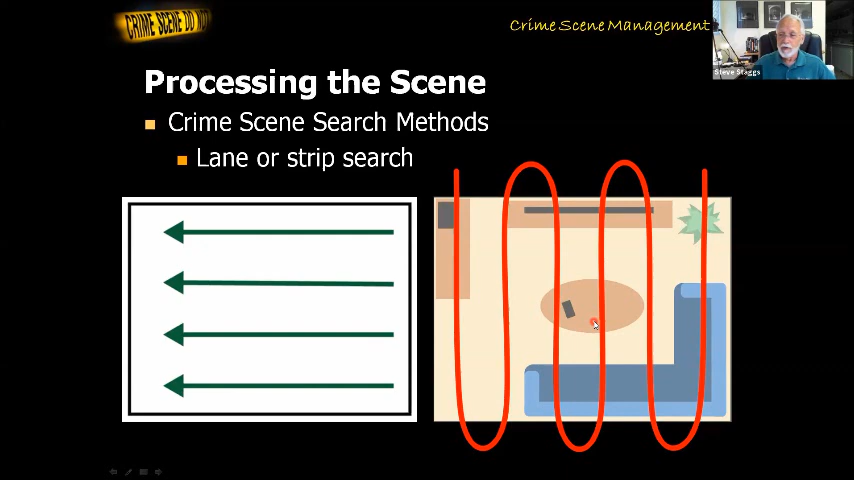 CRIME SCENE DO NOT
Crime Scene Management
Steve Staggs
Processing the Scene
Crime Scene Search Methods
Lane or strip search